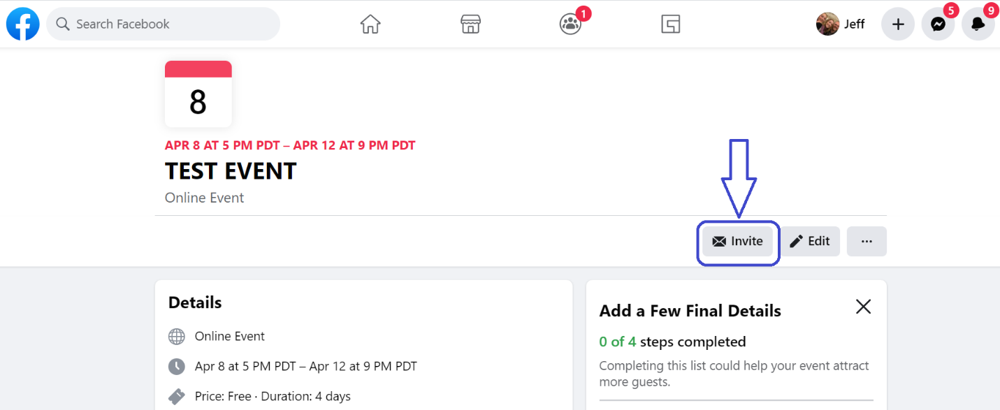 Search Facebook
1
Jeff
5
9
8
APR 8 AT 5 PM PDT – APR 12 AT 9 PM PDT
TEST EVENT
Online Event
Invite
Edit
Details
Online Event
Apr 8 at 5 PM PDT – Apr 12 at 9 PM PDT
Price: Free · Duration: 4 days
Add a Few Final Details
0 of 4 steps completed
Completing this list could help your event attract
more guests.